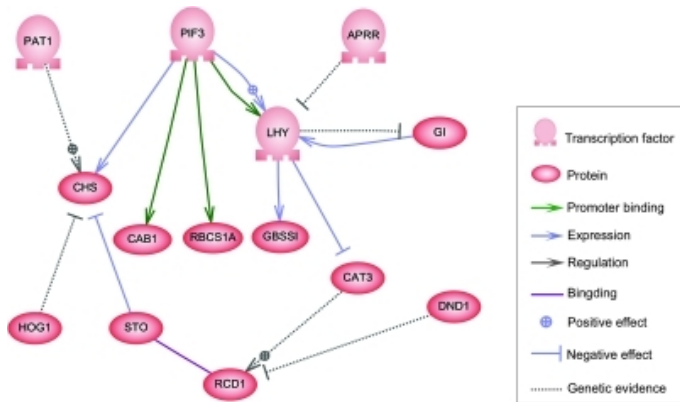 PAT1
PIF3
APRR
LHY
GI
CHS
CAB1
RBCS1A
GBSSI
CAT3
HOG1
STO
DND1
RCD1
Transcription factor
Protein
Promoter binding
Expression
Regulation
Bingding
Positive effect
Negative effect
Genetic evidence